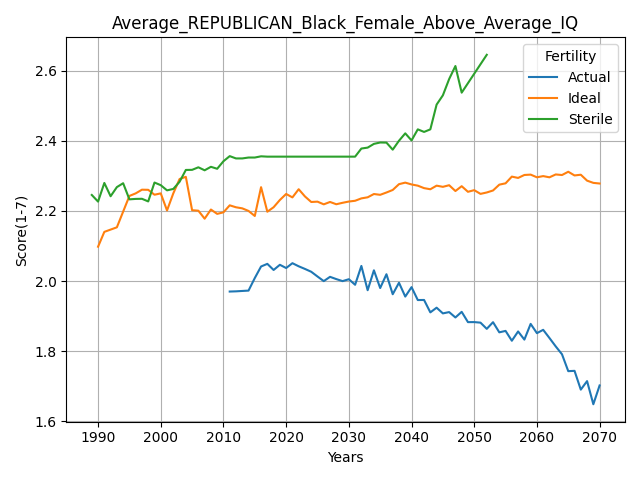 Average_REPUBLICAN_Black_Female_Above_Average_IQ
Score(1-7)
2.6
2.4
2.2
2.0
1.8
1.6
Fertility
Actual
Ideal
Sterile
1990 2000 2010 2020 2030 2040 2050 2060 2070
Years